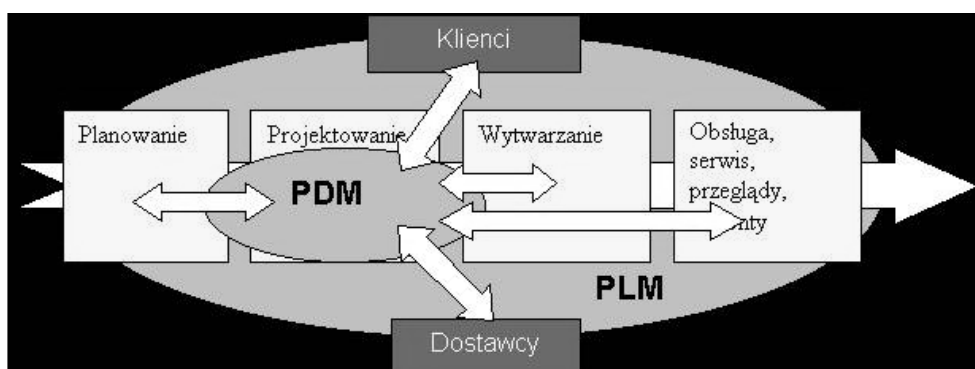 Klienci
Planowanie
Projektowanie
Wytwarzanie
Obsługa,
serwis,
przeglądy,
PDM
PLM
Dostawcy